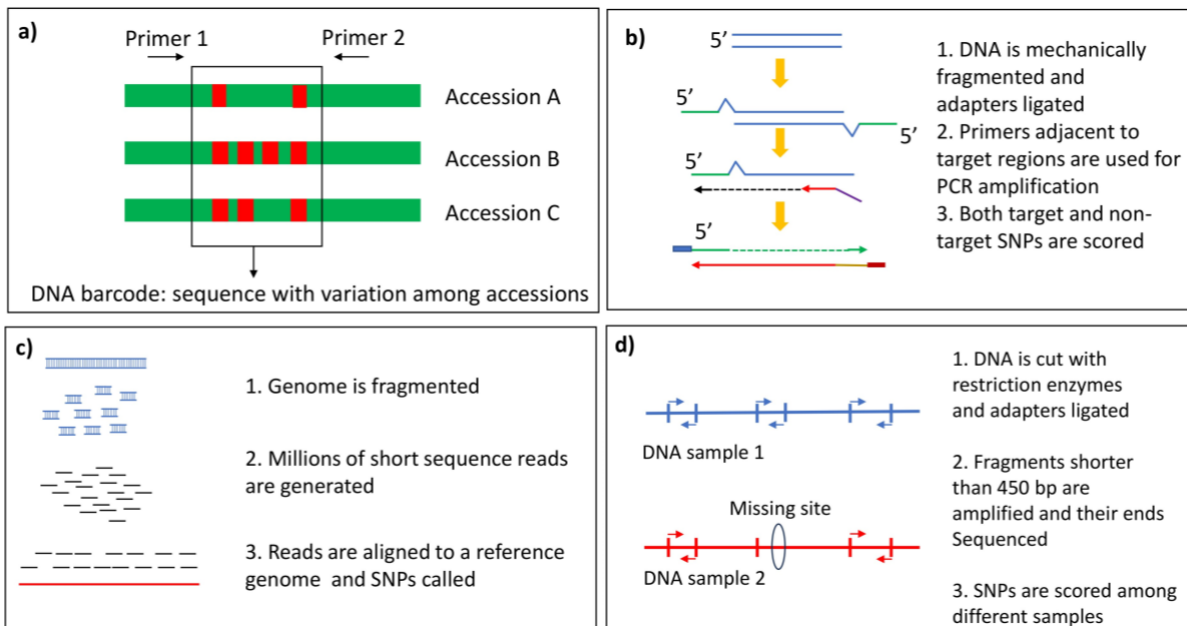 a)
Primer 1
Primer 2
Accession A
Accession B
Accession C
DNA barcode: sequence with variation among accessions
b)
5’
5’
5’
5’
5’
1. DNA is mechanically
fragmented and
adapters ligated
2. Primers adjacent to
target regions are used for
PCR amplification
3. Both target and non-
target SNPs are scored
c)
1. Genome is fragmented
2. Millions of short sequence reads
are generated
3. Reads are aligned to a reference
genome and SNPs called
d)
DNA sample 1
Missing site
DNA sample 2
1. DNA is cut with
restriction enzymes
and adapters ligated
2. Fragments shorter
than 450 bp are
amplified and their ends
Sequenced
3. SNPs are scored among
different samples